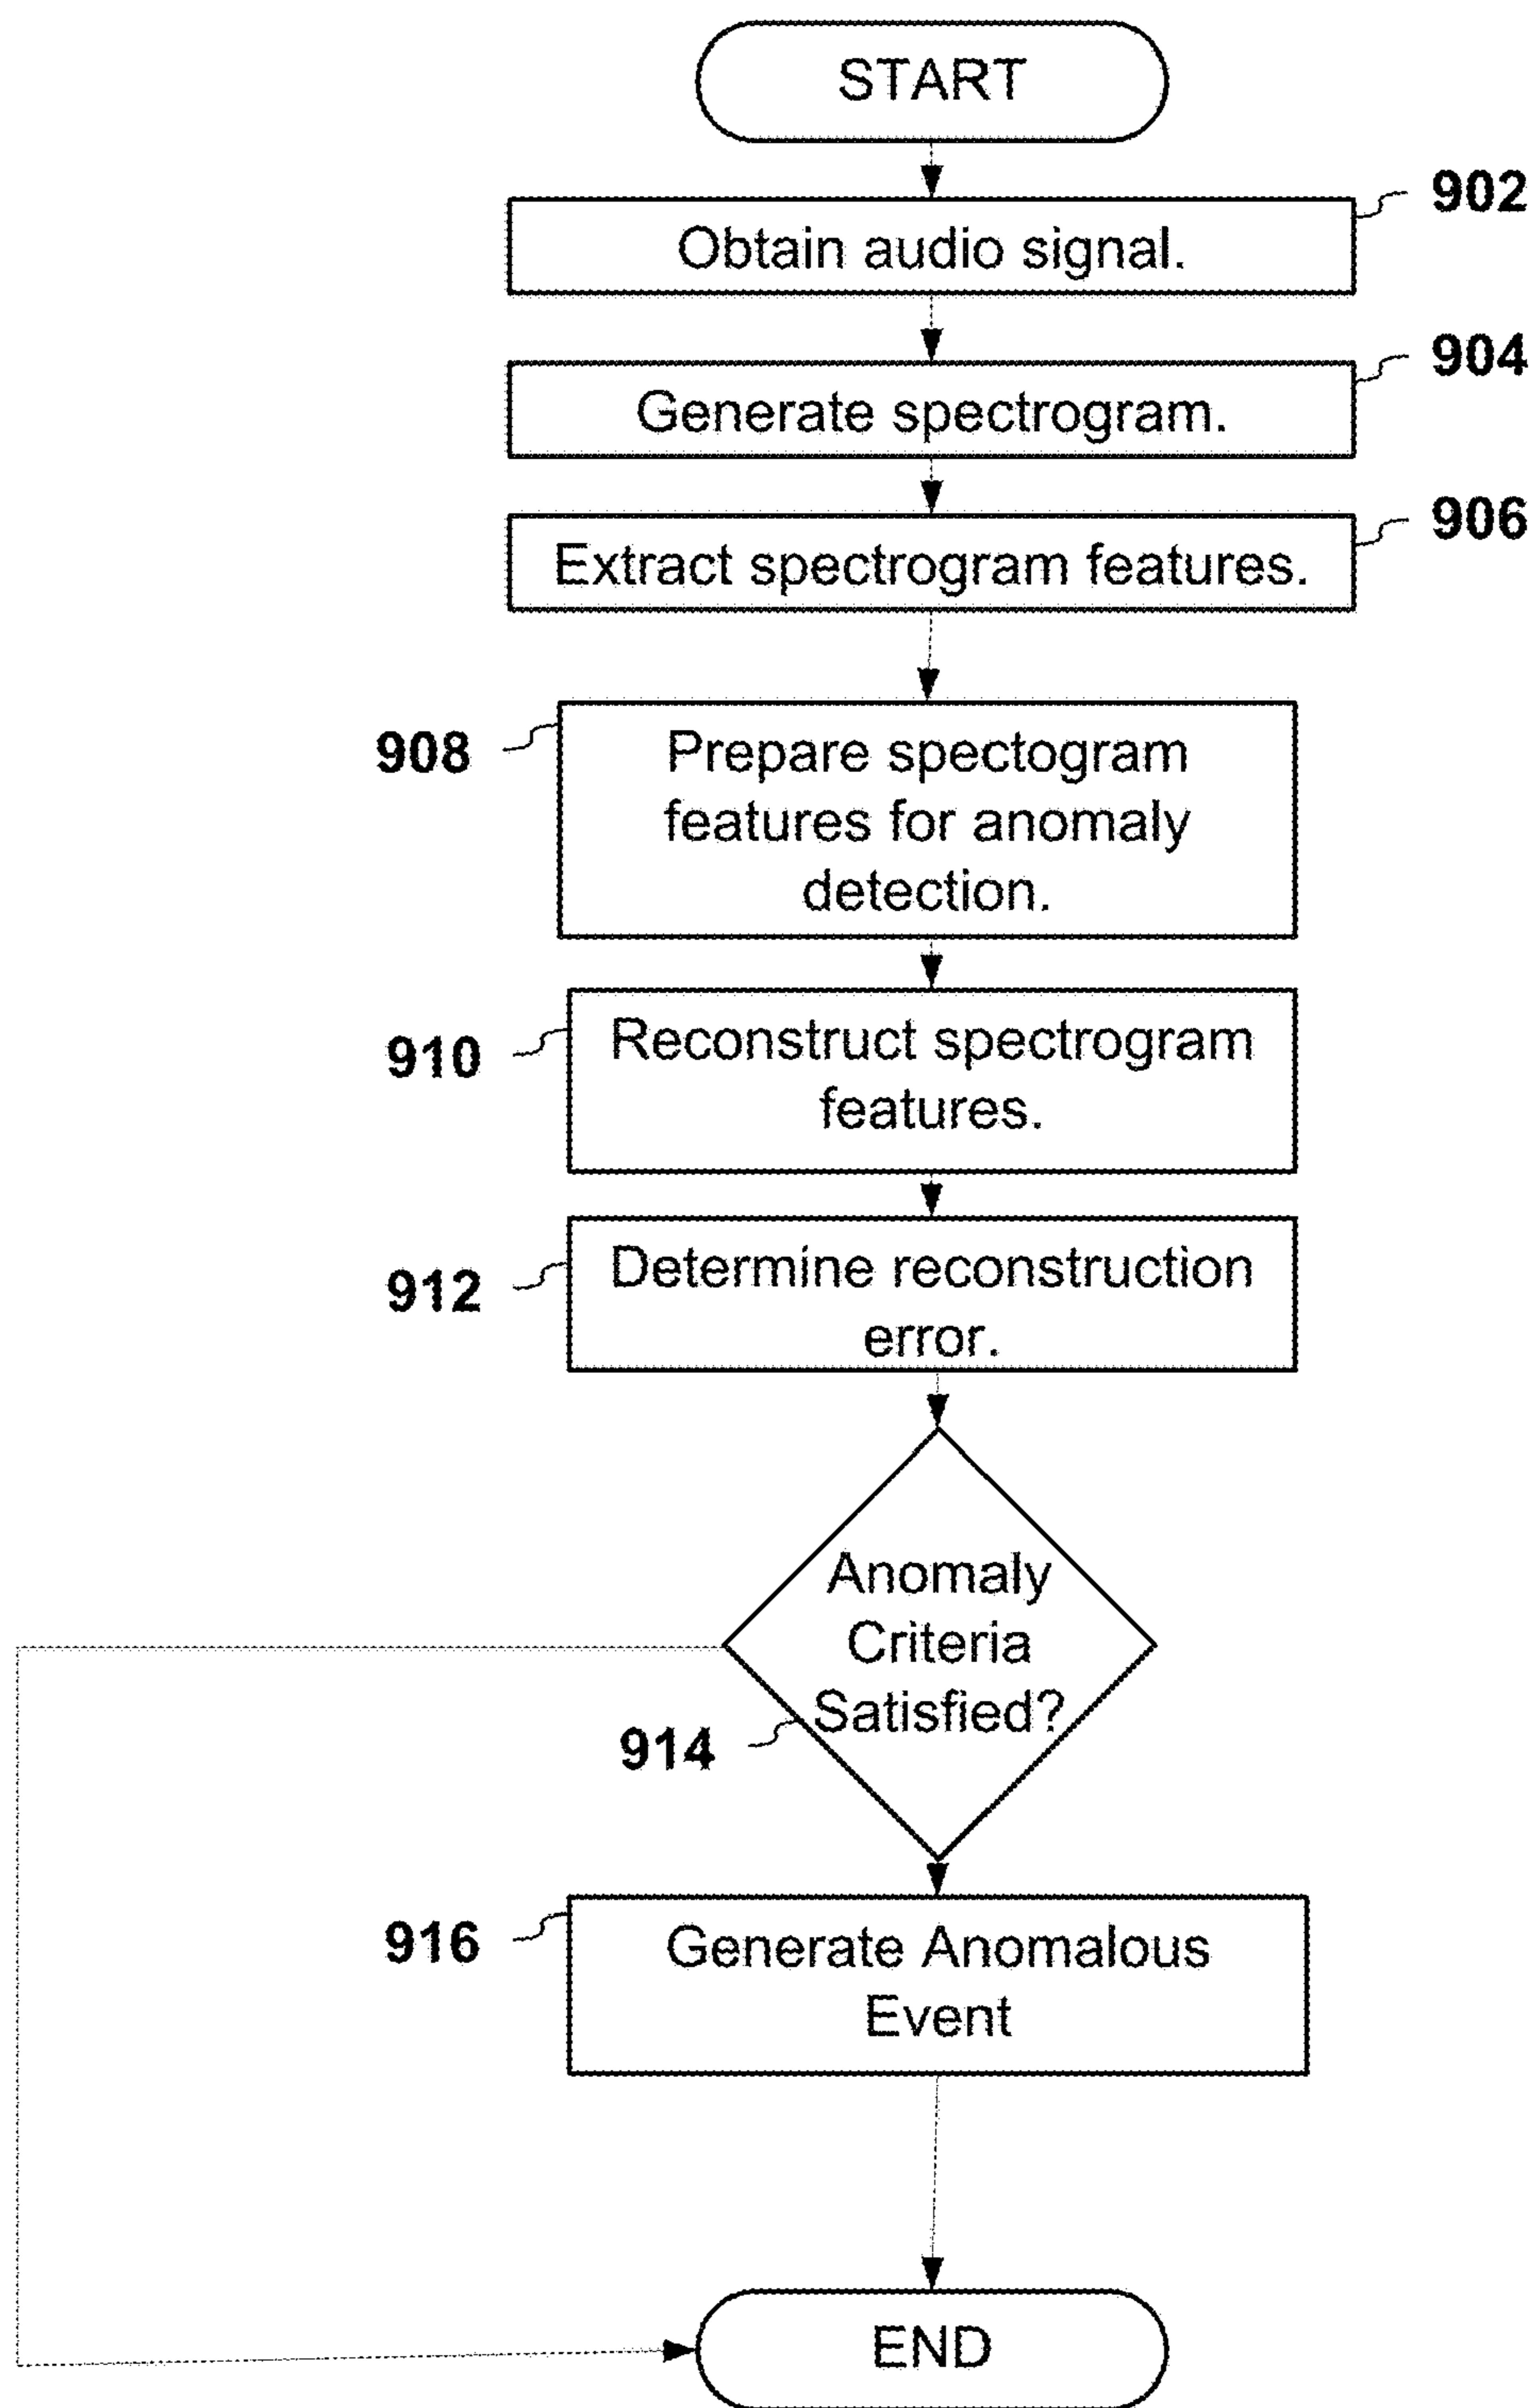 START
902
Obtain audio signal.
904
Generate spectrogram.
906
Extract spectrogram features.
908
Prepare spectogram
features for anomaly
detection.
910
Reconstruct spectrogram
features.
912
Determine reconstruction
error.
Anomaly
Criteria
Satisfied?
914
916
Generate Anomalous
Event
END